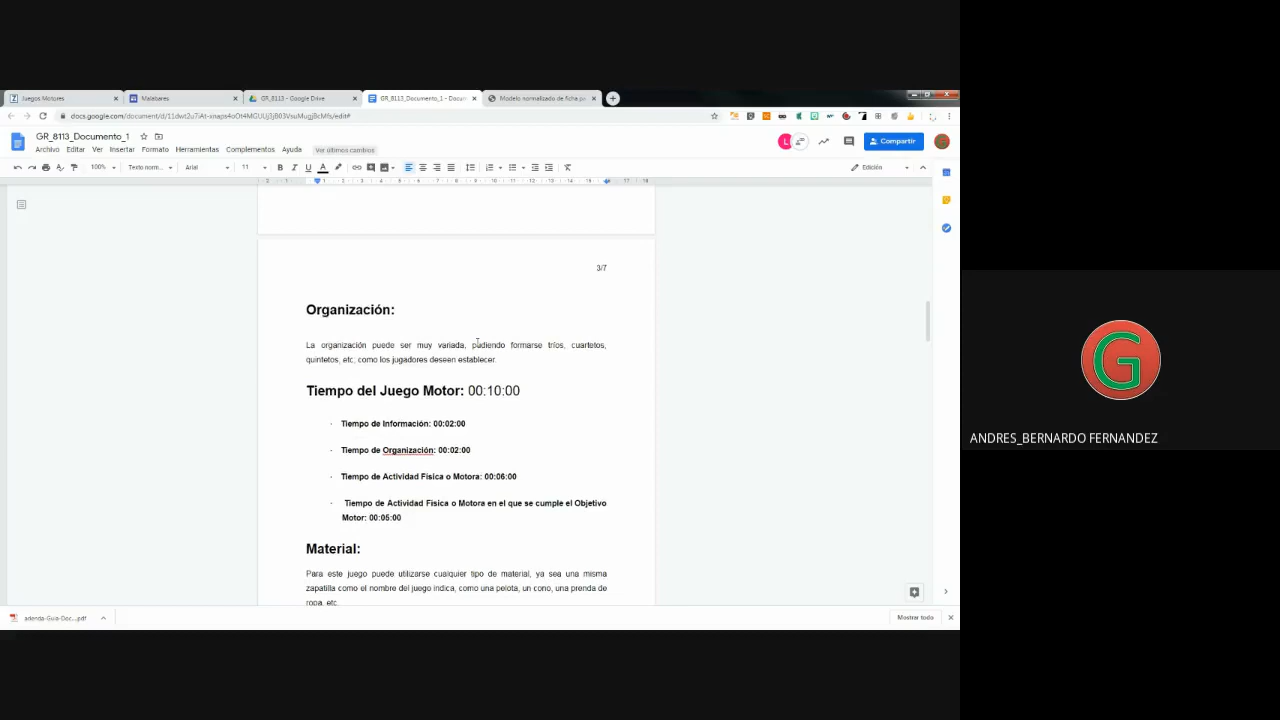 Juegos Motores
Malabares
GR_8113 - Google Drive
GR_8113_Documento_1 - Docum
Modelo normalizado de ficha pa
GR_8113_Documento_1
Archivo Editar Ver Insertar Formato Herramientas Complementos Ayuda Ver últimos cambios
Compartir
100% Texto norm... Arial 11
Edición
3/7
Organización:
La organización puede ser muy variada, pudiendo formarse tríos, cuartetos,
quintetos, etc; como los jugadores deseen establecer.
Tiempo del Juego Motor: 00:10:00
· Tiempo de Información: 00:02:00
· Tiempo de Organización: 00:02:00
· Tiempo de Actividad Física o Motora: 00:06:00
· Tiempo de Actividad Física o Motora en el que se cumple el Objetivo
Motor: 00:05:00
Material:
Para este juego puede utilizarse cualquier tipo de material, ya sea una misma
zapatilla como el nombre del juego indica, como una pelota, un cono, una prenda de
ropa, etc.
adenda-Guia-Doc....pdf
Mostrar todo
G
ANDRES_BERNARDO FERNANDEZ